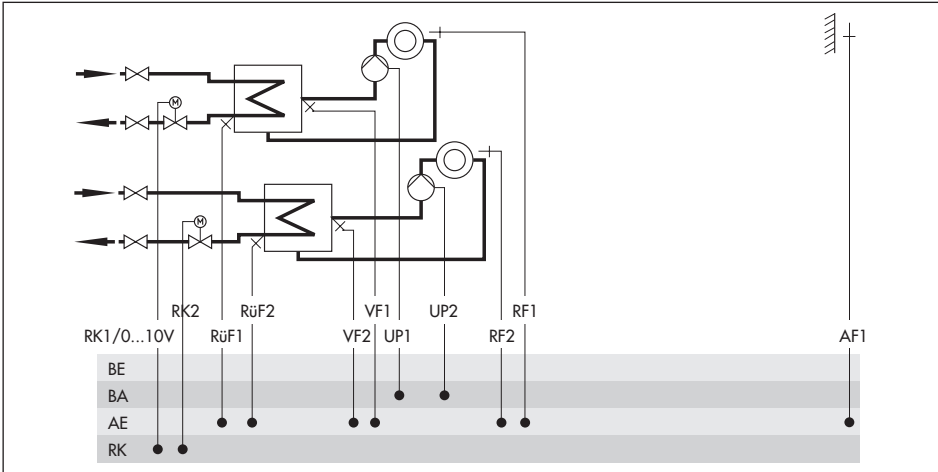 M
M
RK2 RüF2 VF1 UP2 RF1
RK1/0...10V RüF1 VF2 UP1 RF2 AF1
BE
BA
AE
RK